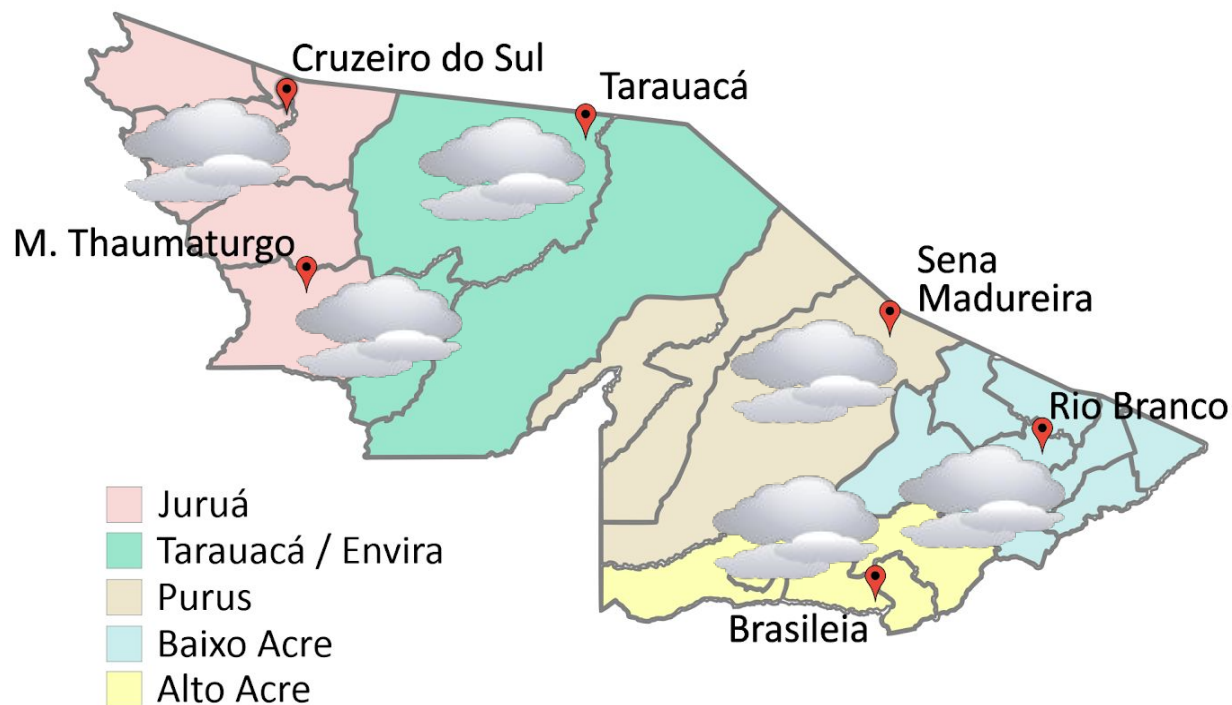 Cruzeiro do Sul
Tarauacá
M. Thaumaturgo
Sena
Madureira
Rio Branco
Brasileia
Juruá
Tarauacá / Envira
Purus
Baixo Acre
Alto Acre